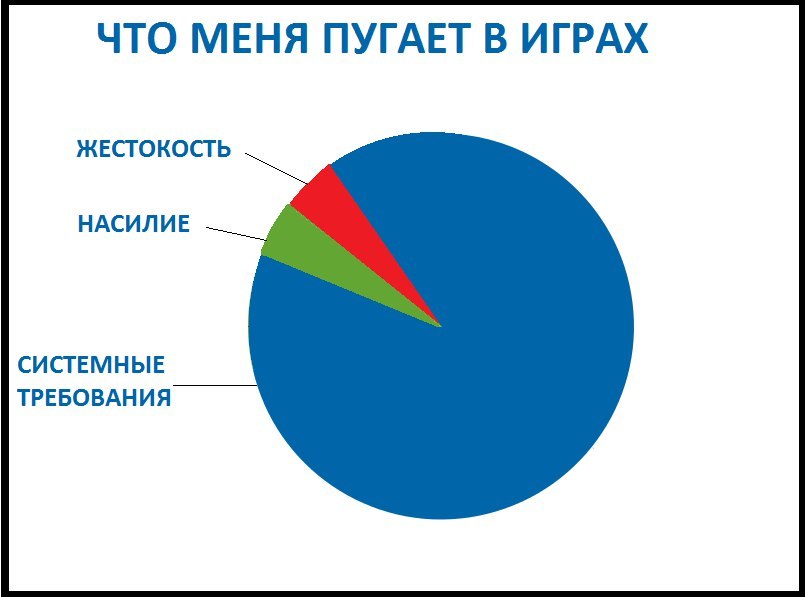 ЧТО МЕНЯ ПУГАЕТ В ИГРАХ
ЖЕСТОКОСТЬ
НАСИЛИЕ
СИСТЕМНЫЕ
ТРЕБОВАНИЯ